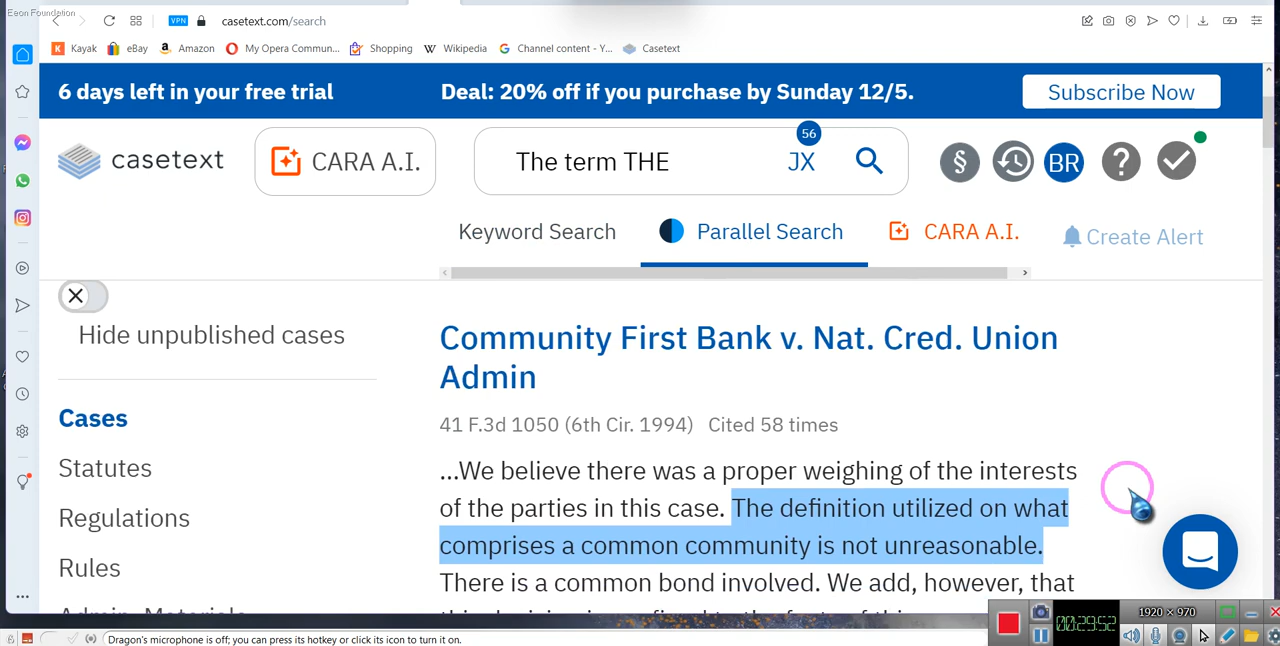 Eeon Foundation
VPN casetext.com/search
Kayak eBay Amazon My Opera Commun... Shopping Wikipedia Channel content - Y... Casetext
6 days left in your free trial Deal: 20% off if you purchase by Sunday 12/5. Subscribe Now
casetext CARA A.I. The term THE 56 JX § BR ?
Keyword Search Parallel Search CARA A.I. Create Alert
Hide unpublished cases
Community First Bank v. Nat. Cred. Union
Admin
41 F.3d 1050 (6th Cir. 1994) Cited 58 times
Cases
Statutes
Regulations
Rules
...We believe there was a proper weighing of the interests
of the parties in this case. The definition utilized on what
comprises a common community is not unreasonable.
There is a common bond involved. We add, however, that
1920 × 970
00:29:52
Dragon's microphone is off; you can press its hotkey or click its icon to turn it on.